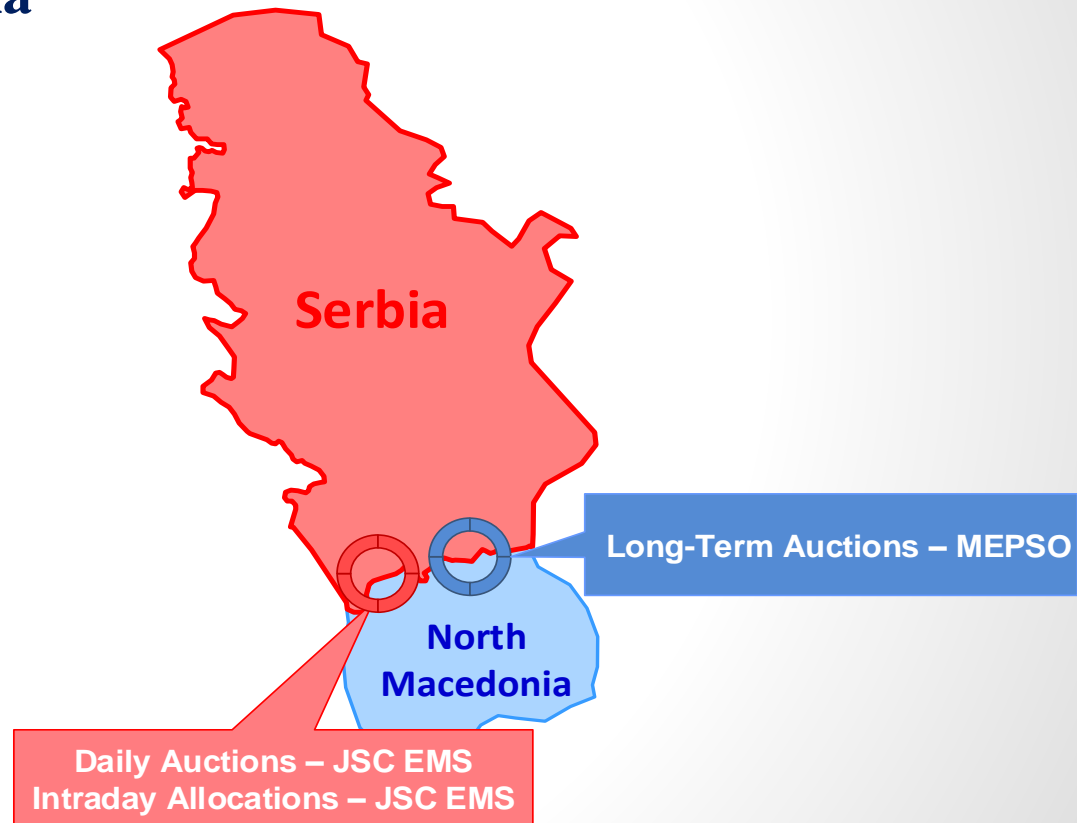 Serbia
Long-Term Auctions – MEPSO
North
Macedonia
Daily Auctions – JSC EMS
Intraday Allocations – JSC EMS